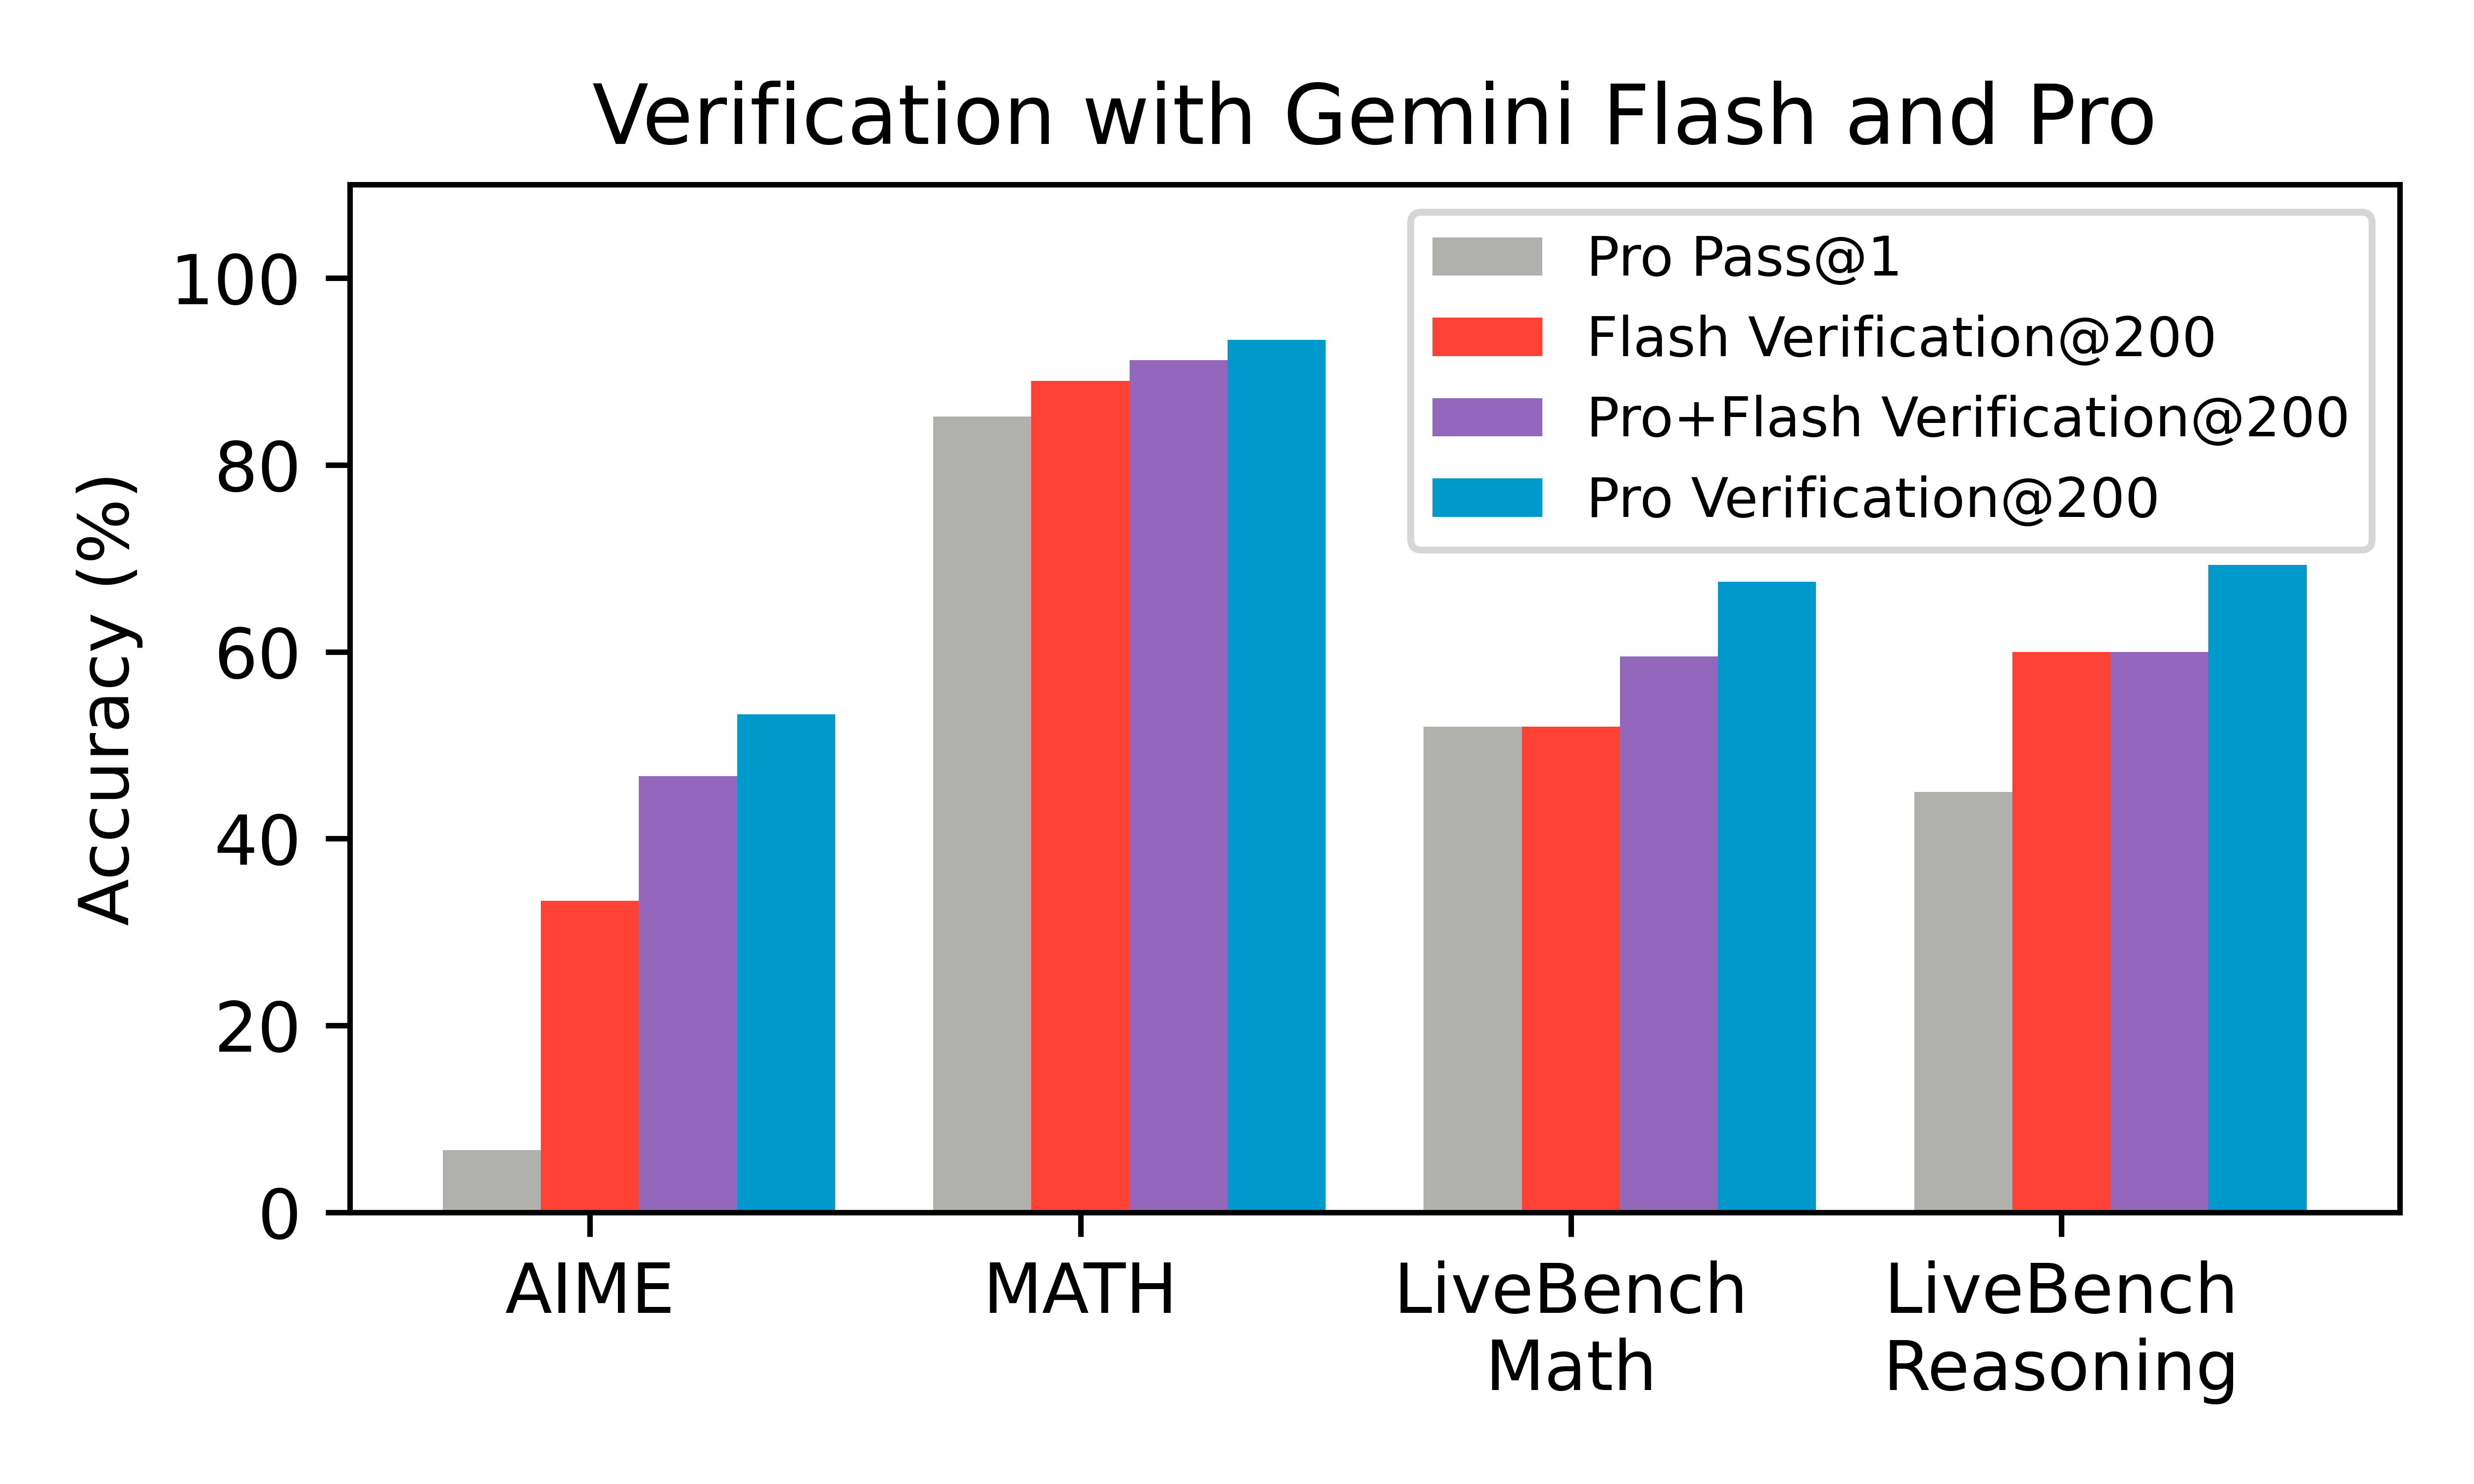 Verification with Gemini Flash and Pro
Accuracy (%)
100
80
60
40
20
0
Pro Pass@1
Flash Verification@200
Pro+Flash Verification@200
Pro Verification@200
AIME
MATH
LiveBench
Math
LiveBench
Reasoning